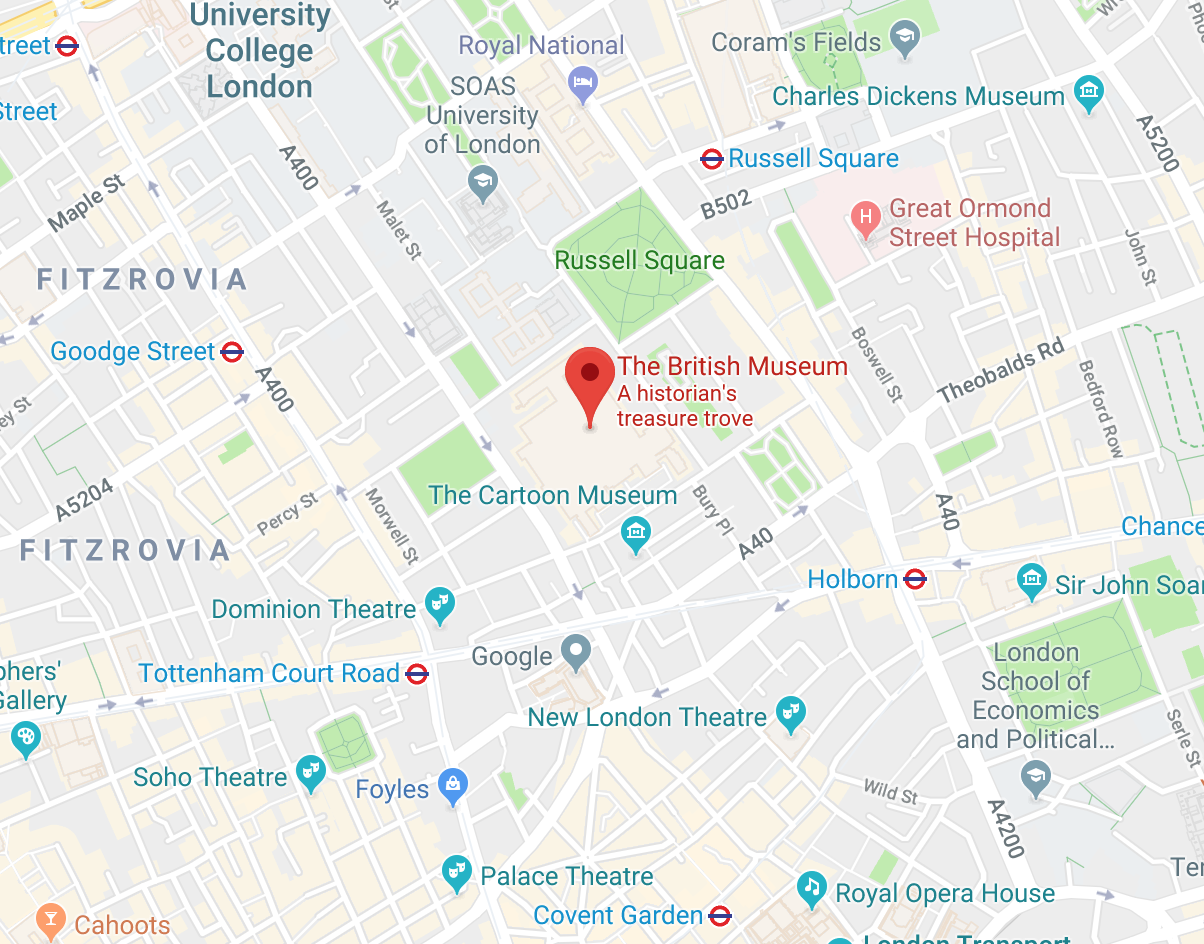 University
College
London
Royal National
Coram's Fields
SOAS
University
of London
Charles Dickens Museum
Street
A5200
A400
Russell Square
Maple St
Malet St
B502
Great Ormond
Street Hospital
John St
Russell Square
FITZROVIA
Goodge Street
Boswell St
Theobalds Rd
The British Museum
A historian's
treasure trove
A400
Bedford Row
A5204
Percy St
Morwell St
The Cartoon Museum
Bury Pl
A40
A40
FITZROVIA
Chance
Holborn
Sir John Soa
Dominion Theatre
Google
Tottenham Court Road
London
School of
Economics
and Political...
phers'
Gallery
New London Theatre
Serle St
Soho Theatre
Foyles
Wild St
A4200
Palace Theatre
Royal Opera House
Covent Garden
Cahoots
London Transport